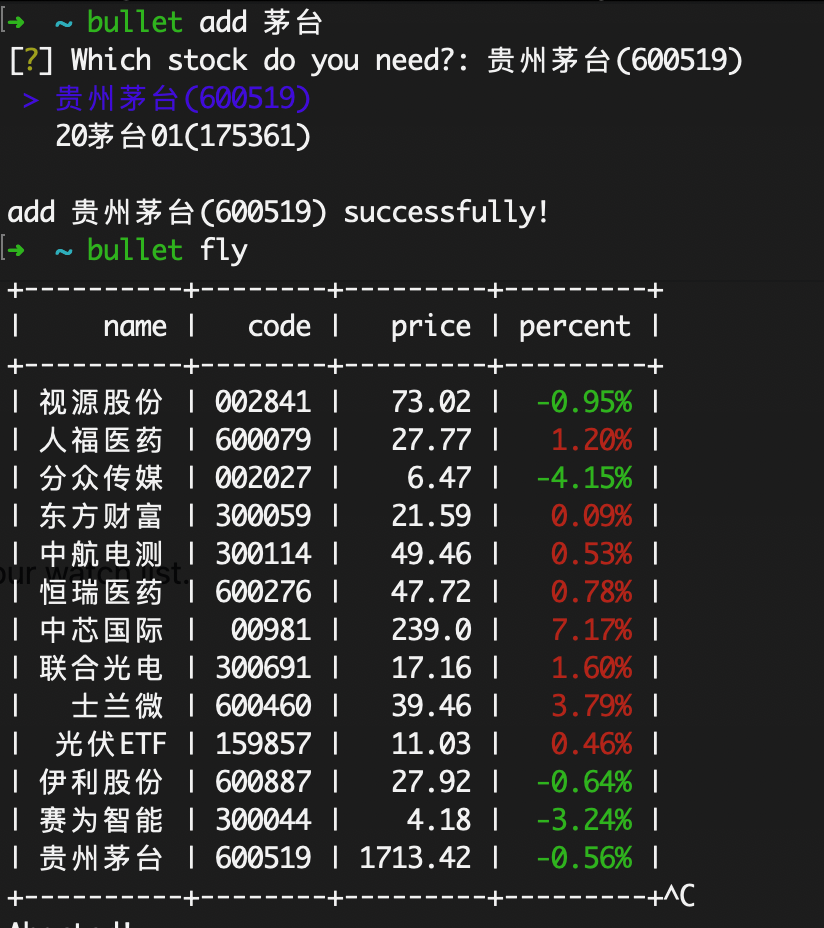 ➜ ~ bullet add 茅台
[?] Which stock do you need?: 贵州茅台(600519)
> 贵州茅台(600519)
20茅台01(175361)
add 贵州茅台(600519) successfully!
➜ ~ bullet fly
+----------+--------+---------+---------+
| name | code | price | percent |
+----------+--------+---------+---------+
| 视源股份 | 002841 | 73.02 | -0.95% |
| 人福医药 | 600079 | 27.77 | 1.20% |
| 分众传媒 | 002027 | 6.47 | -4.15% |
| 东方财富 | 300059 | 21.59 | 0.09% |
| 中航电测 | 300114 | 49.46 | 0.53% |
| 恒瑞医药 | 600276 | 47.72 | 0.78% |
| 中芯国际 | 00981 | 239.0 | 7.17% |
| 联合光电 | 300691 | 17.16 | 1.60% |
| 士兰微 | 600460 | 39.46 | 3.79% |
| 光伏ETF | 159857 | 11.03 | 0.46% |
| 伊利股份 | 600887 | 27.92 | -0.64% |
| 赛为智能 | 300044 | 4.18 | -3.24% |
| 贵州茅台 | 600519 | 1713.42 | -0.56% |
+----------+--------+---------+---------+^C